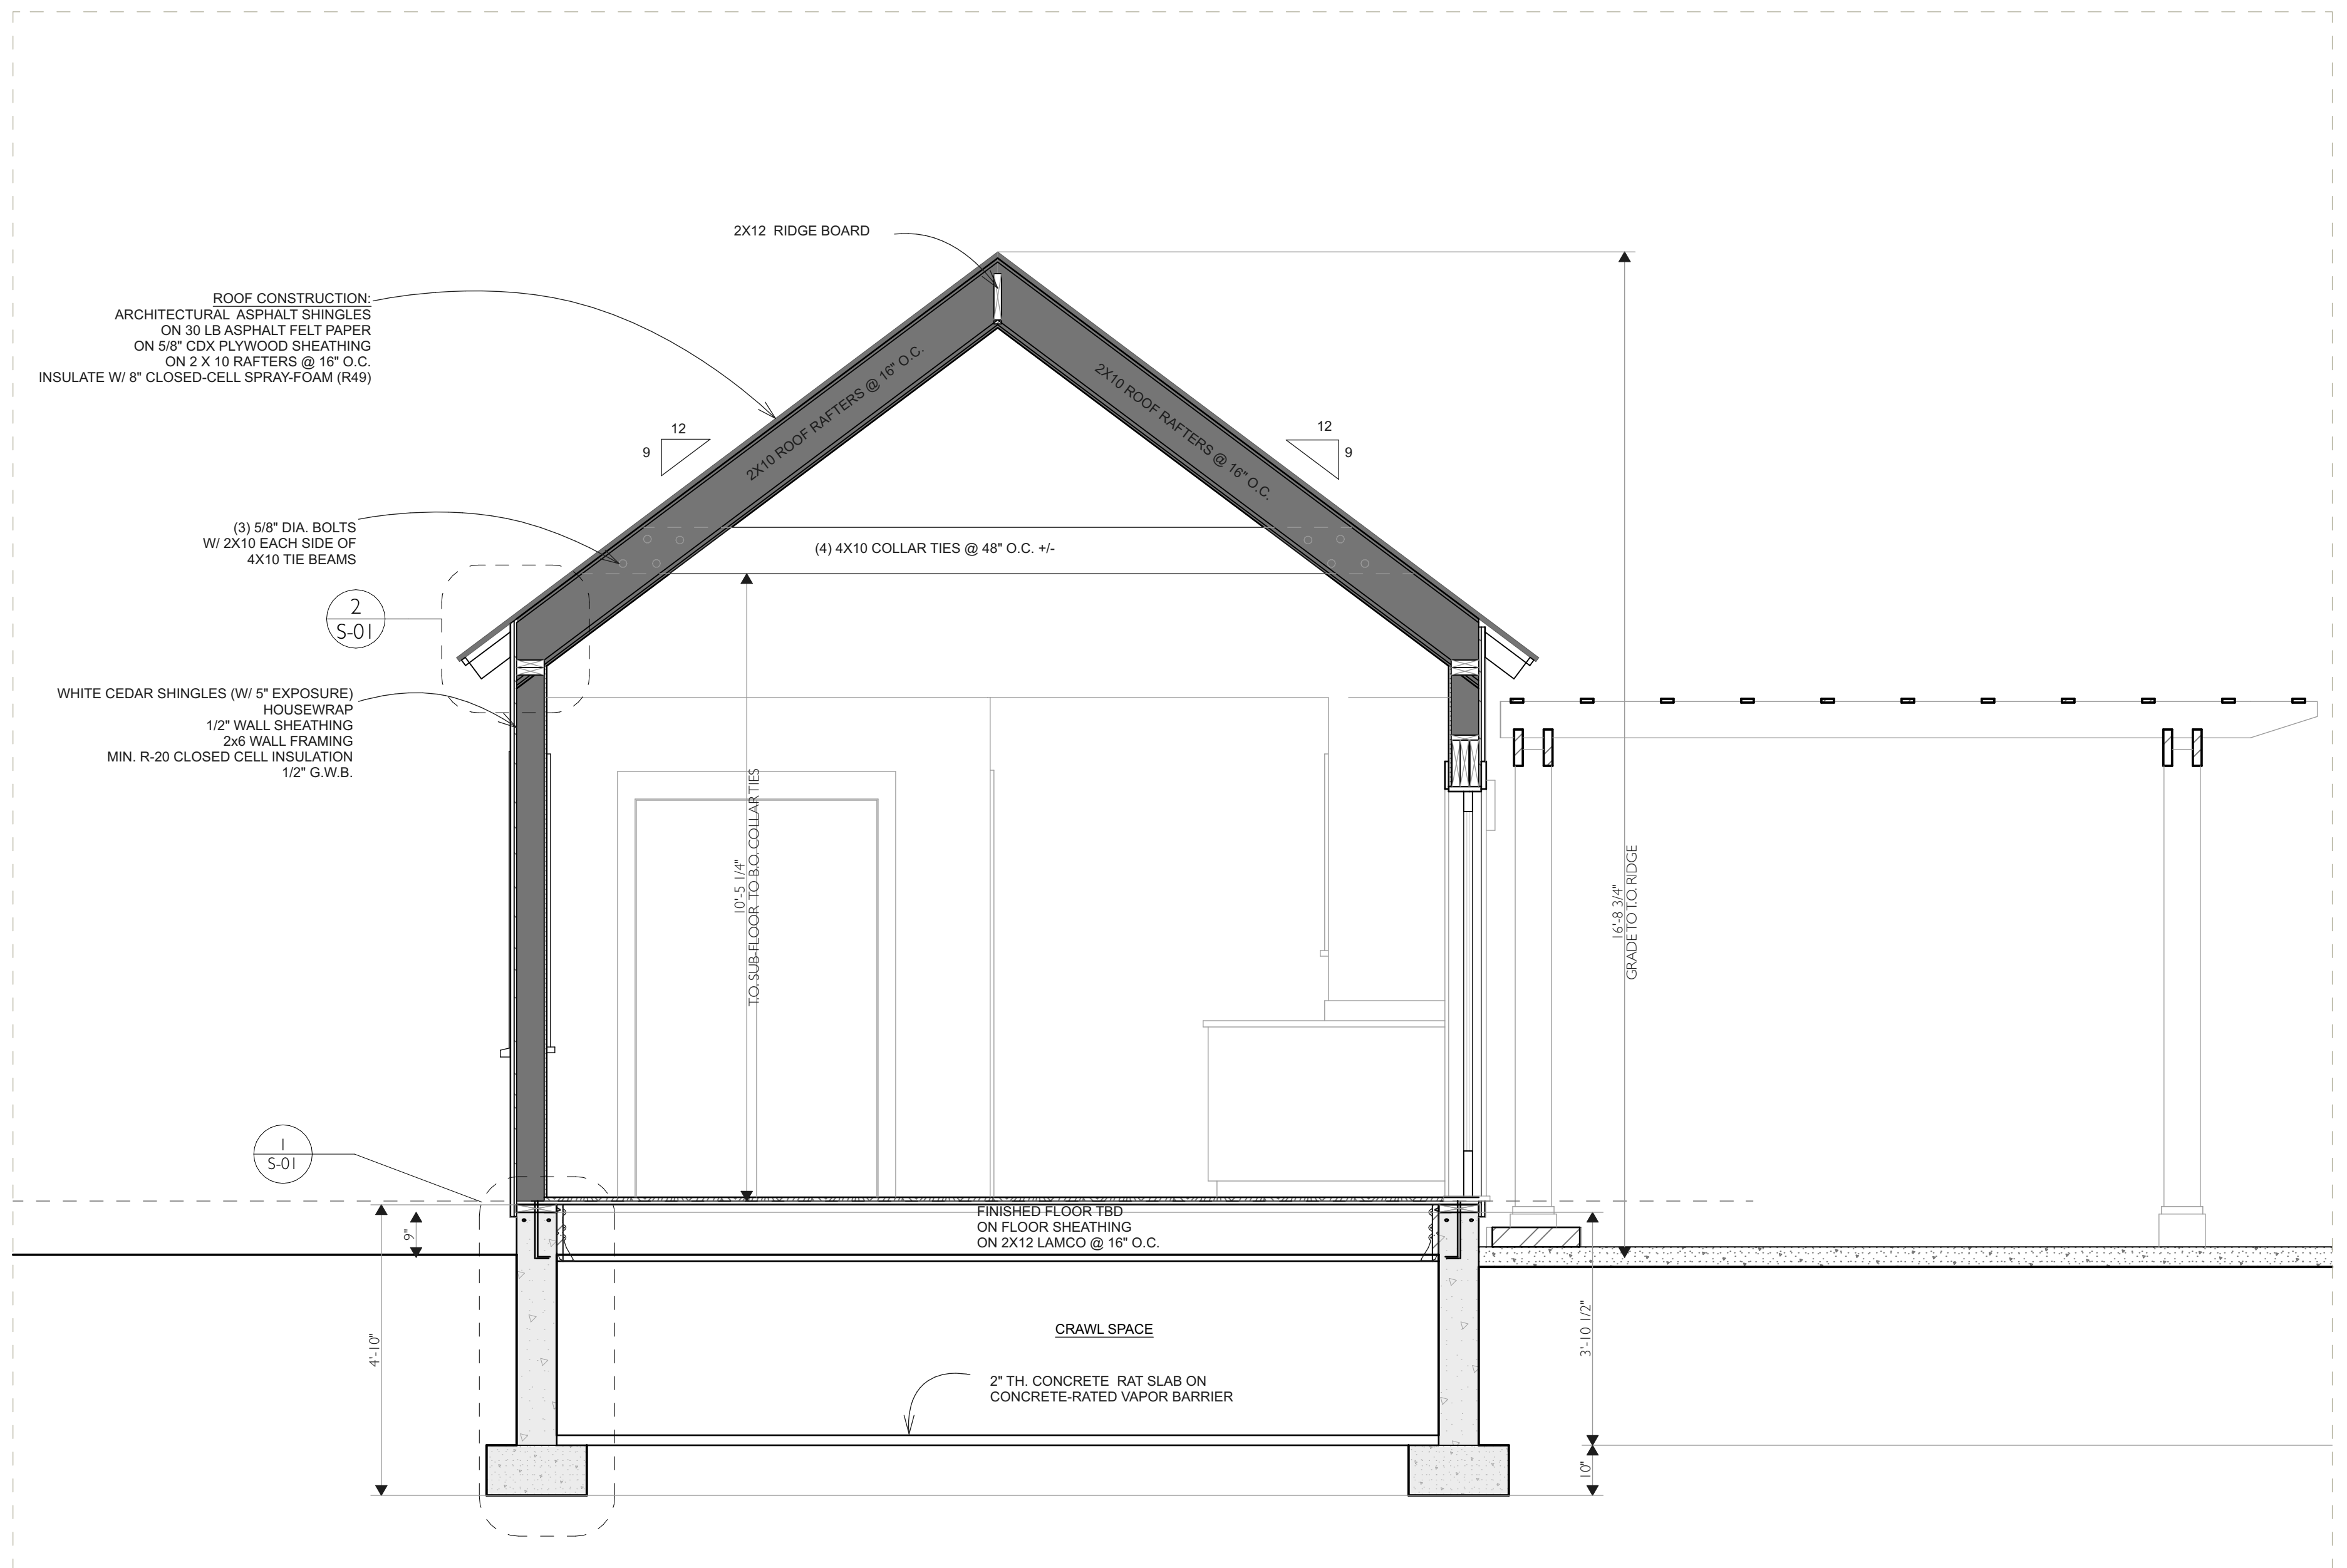 2X12  RIDGE BOARD
ROOF CONSTRUCTION:
ARCHITECTURAL  ASPHALT SHINGLES
ON 30 LB ASPHALT FELT PAPER
ON 5/8" CDX PLYWOOD SHEATHING
ON 2 X 10 RAFTERS @ 16" O.C.
INSULATE W/ 8" CLOSED-CELL SPRAY-FOAM (R49)
2X10 ROOF RAFTERS @ 16" O.C.
2X10 ROOF RAFTERS @ 16" O.C.
12
9
12
9
(3) 5/8" DIA. BOLTS
W/ 2X10 EACH SIDE OF
4X10 TIE BEAMS
(4) 4X10 COLLAR TIES @ 48" O.C. +/-
2
S-01
WHITE CEDAR SHINGLES (W/ 5" EXPOSURE)
HOUSEWRAP
1/2" WALL SHEATHING
2x6 WALL FRAMING
MIN. R-20 CLOSED CELL INSULATION
1/2" G.W.B.
10'-5 1/4"
T.O. SUB-FLOOR TO B.O. COLLAR TIES
16'-8 3/4"
GRADE TO T.O. RIDGE
1
S-01
9"
FINISHED FLOOR TBD
ON FLOOR SHEATHING
ON 2X12 LAMCO @ 16" O.C.
4'-10"
CRAWL SPACE
3'-10 1/2"
2" TH. CONCRETE  RAT SLAB ON
CONCRETE-RATED VAPOR BARRIER
10"